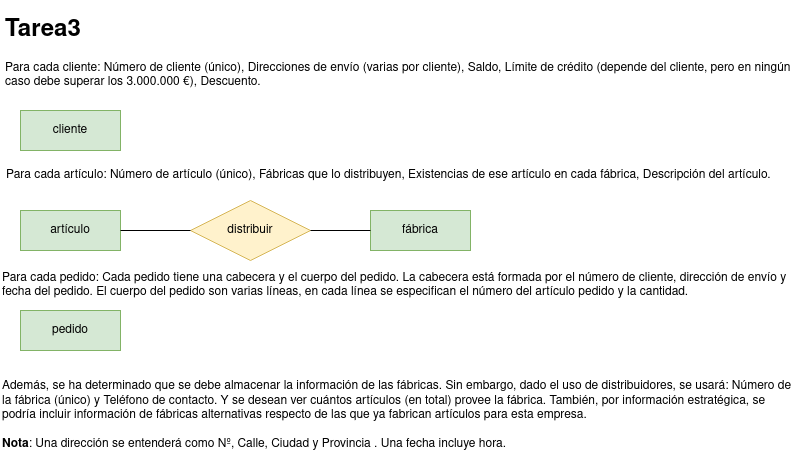 Tarea3
Para cada cliente: Número de cliente (único), Direcciones de envío (varias por cliente), Saldo, Límite de crédito (depende del cliente, pero en ningún
caso debe superar los 3.000.000 €), Descuento.
cliente
Para cada artículo: Número de artículo (único), Fábricas que lo distribuyen, Existencias de ese artículo en cada fábrica, Descripción del artículo.
artículo distribuir fábrica
Para cada pedido: Cada pedido tiene una cabecera y el cuerpo del pedido. La cabecera está formada por el número de cliente, dirección de envío y
fecha del pedido. El cuerpo del pedido son varias líneas, en cada línea se especifican el número del artículo pedido y la cantidad.
pedido
Además, se ha determinado que se debe almacenar la información de las fábricas. Sin embargo, dado el uso de distribuidores, se usará: Número de
la fábrica (único) y Teléfono de contacto. Y se desean ver cuántos artículos (en total) provee la fábrica. También, por información estratégica, se
podría incluir información de fábricas alternativas respecto de las que ya fabrican artículos para esta empresa.
Nota: Una dirección se entenderá como Nº, Calle, Ciudad y Provincia . Una fecha incluye hora.